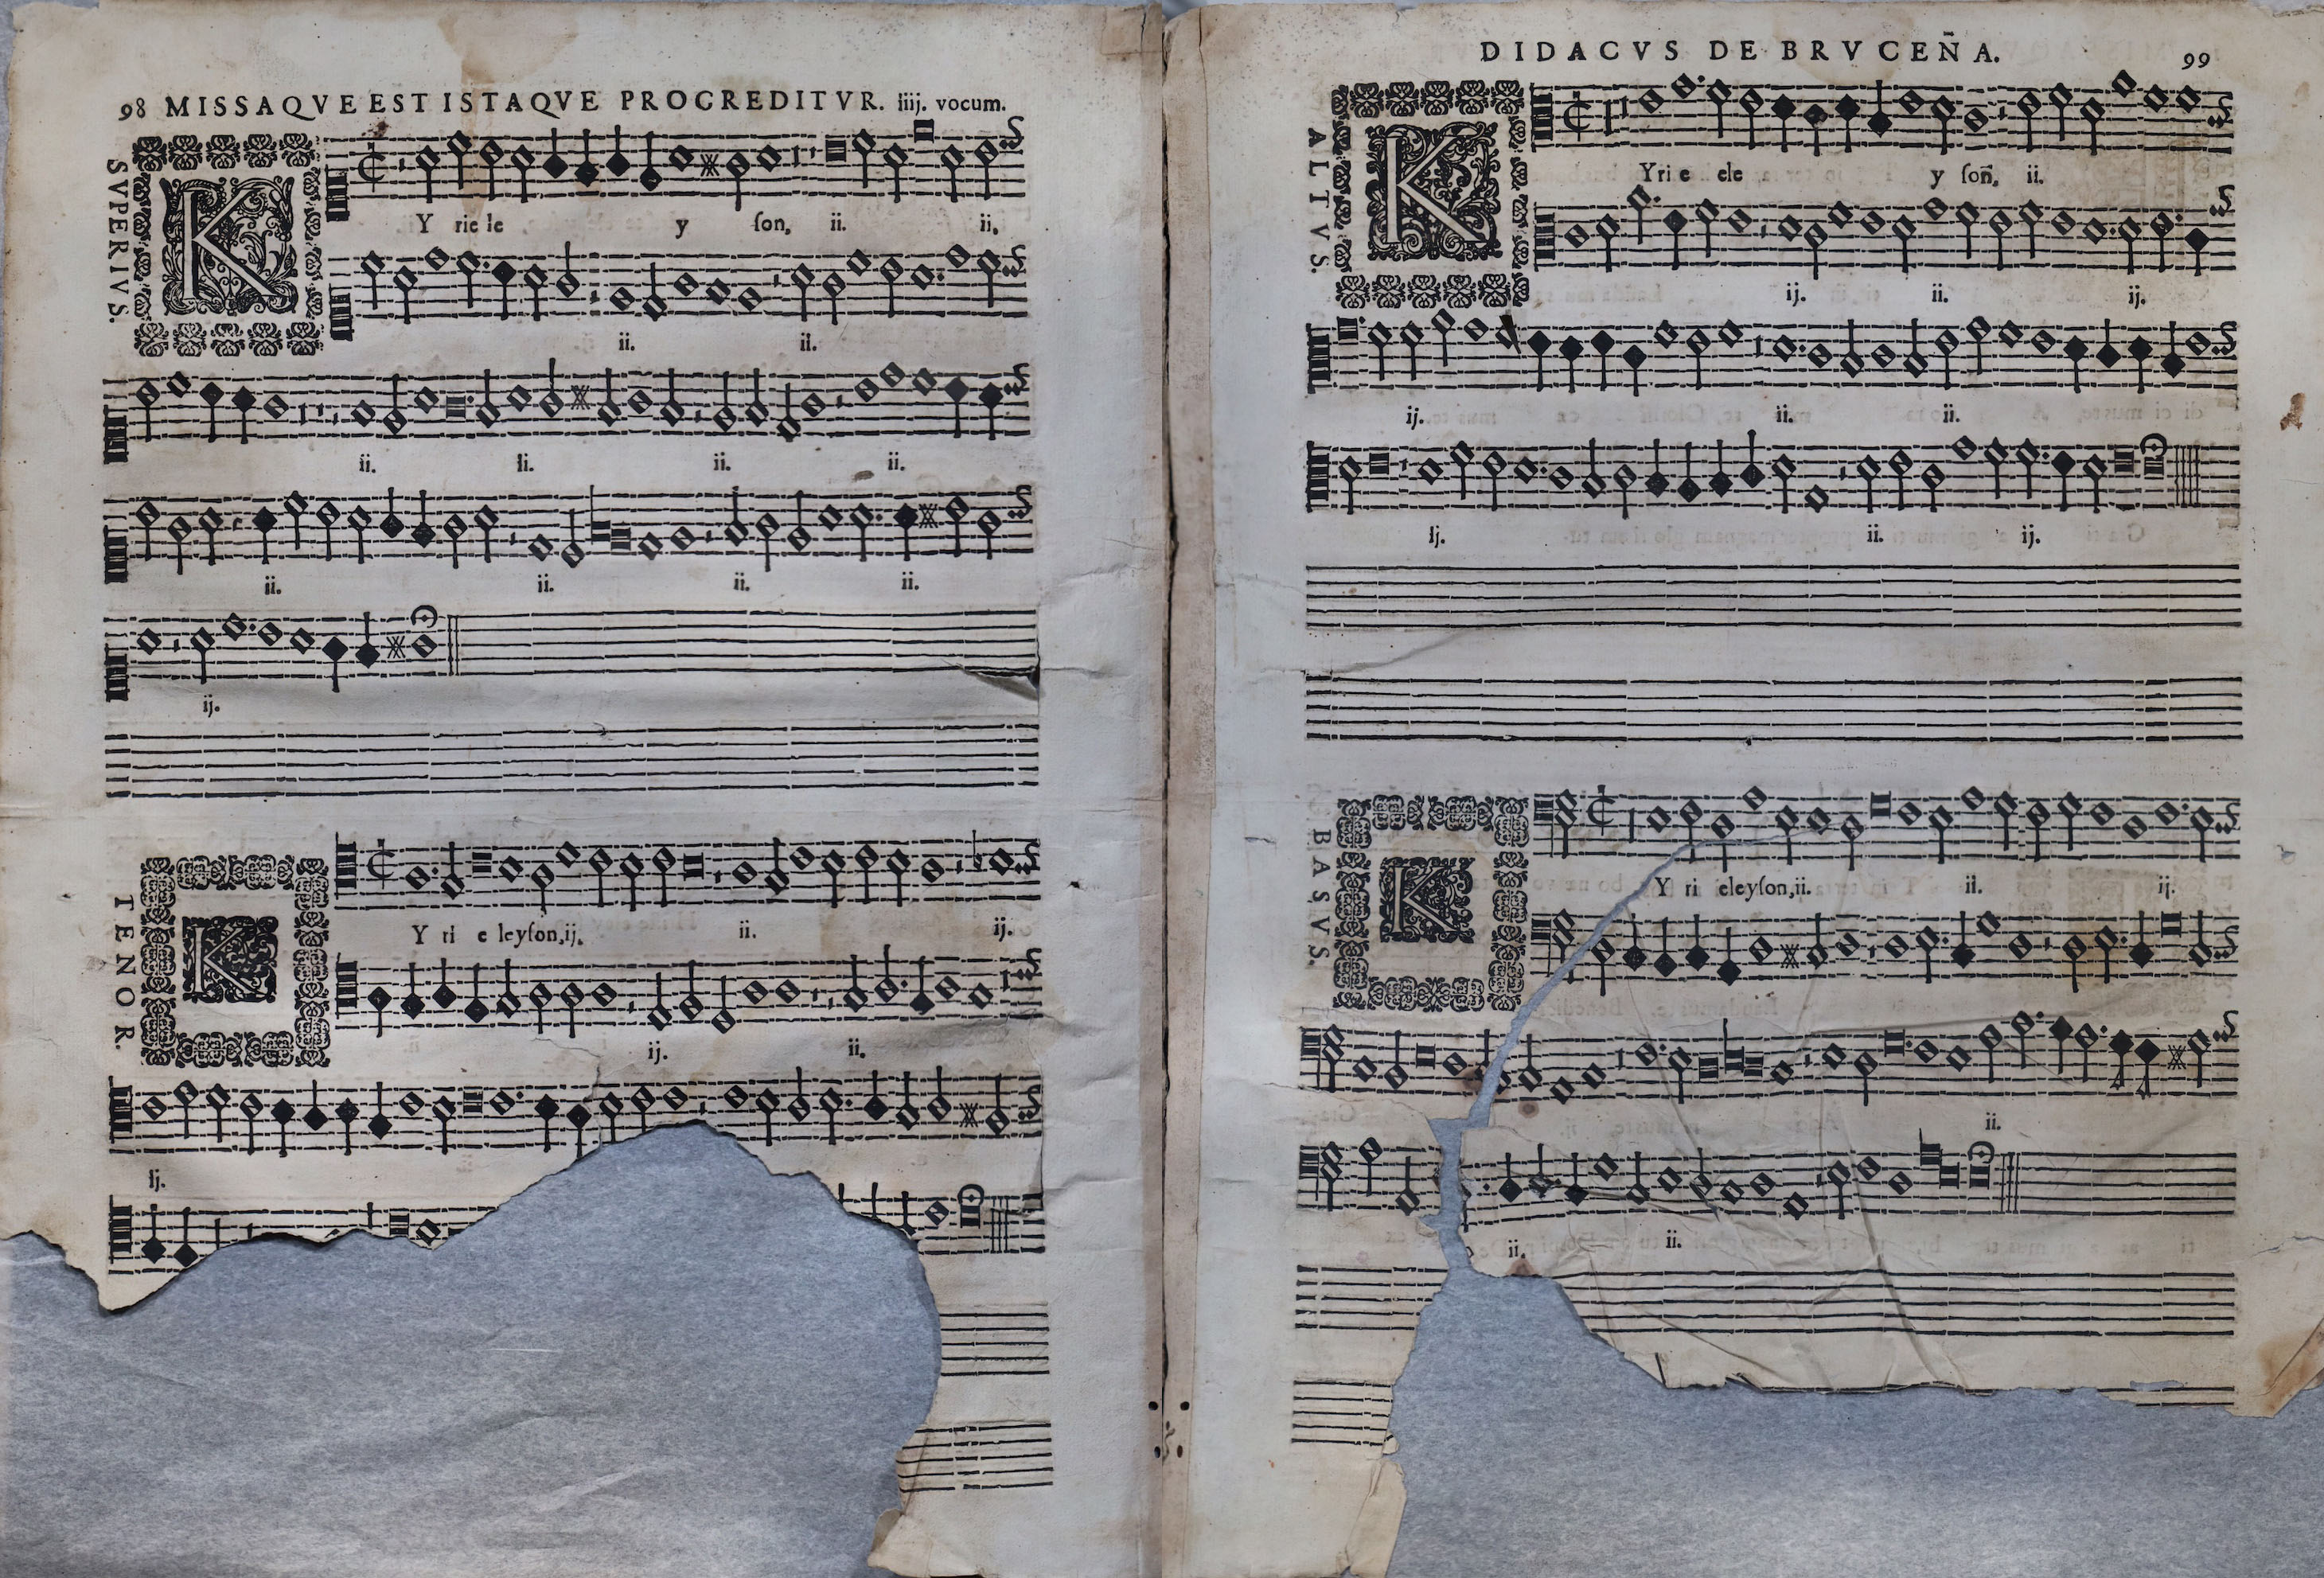 98 MISSAQVE EST ISTAQVE PROGREDITVR. iiij. vocum.
SVPERIVS.
K
Y rie le y ſon, ii. ii.
ii. ii.
ii. ii. ii. ii.
ii. ii. ii. ii.
ij.
TENOR.
K
Y ri e leyſon,ij. ii. ij.
ij. ii.
ij.
DIDACVS DE BRVCEÑA. 99
ALTVS.
K
Yri e ele y ſoñ, ii.
ij. ii. ij.
ij. ii. ii.
ij. ii. ij.
BASVS.
K
Y ri eleyſon,ii. ii. ij.
ii.
ii. ii.